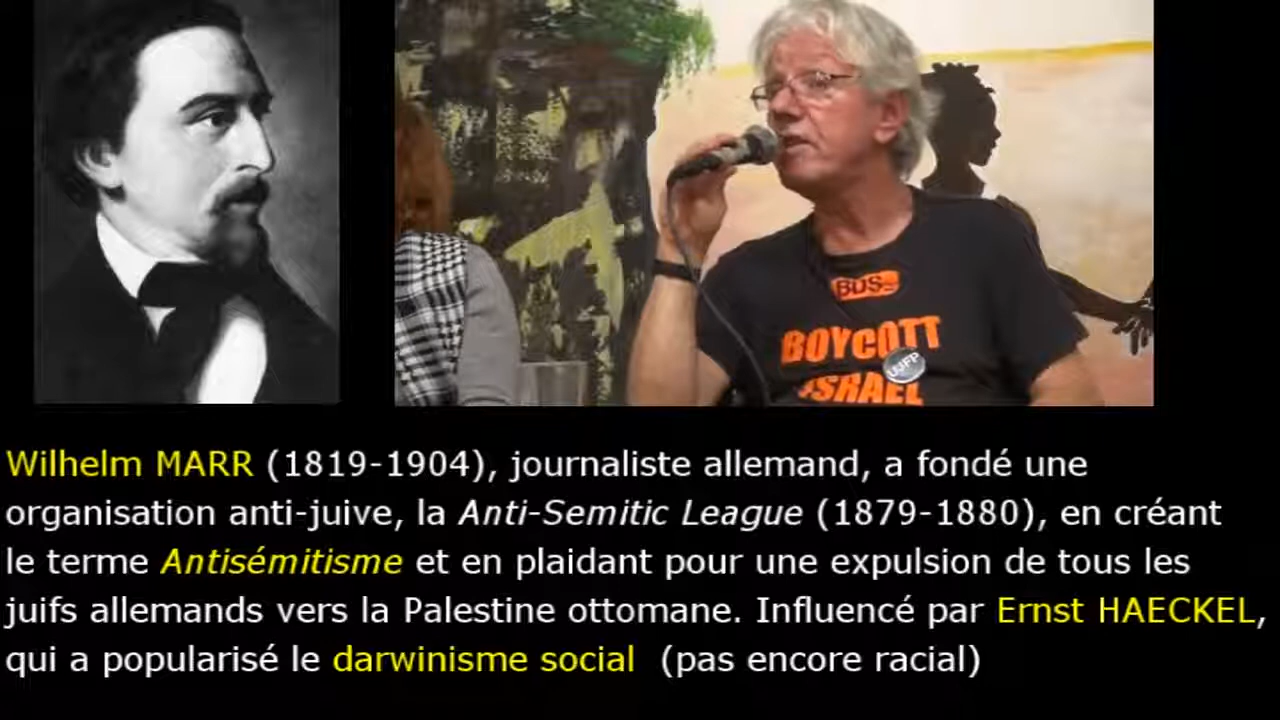 BDS
BOYCOTT
UJFP
ISRAEL
Wilhelm MARR (1819-1904), journaliste allemand, a fondé une
organisation anti-juive, la Anti-Semitic League (1879-1880), en créant
le terme Antisémitisme et en plaidant pour une expulsion de tous les
juifs allemands vers la Palestine ottomane. Influencé par Ernst HAECKEL,
qui a popularisé le darwinisme social (pas encore racial)